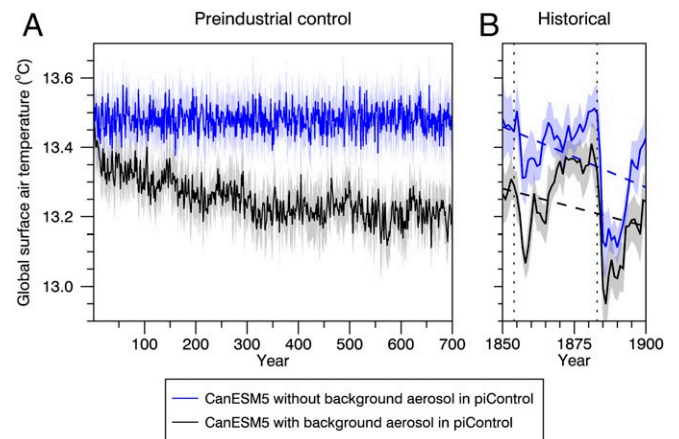 A
Preindustrial control
B
Historical
Global surface air temperature (°C)
13.6
13.4
13.2
13.0
100 200 300 400 500 600 700
Year
1850 1875 1900
Year
CanESM5 without background aerosol in piControl
CanESM5 with background aerosol in piControl